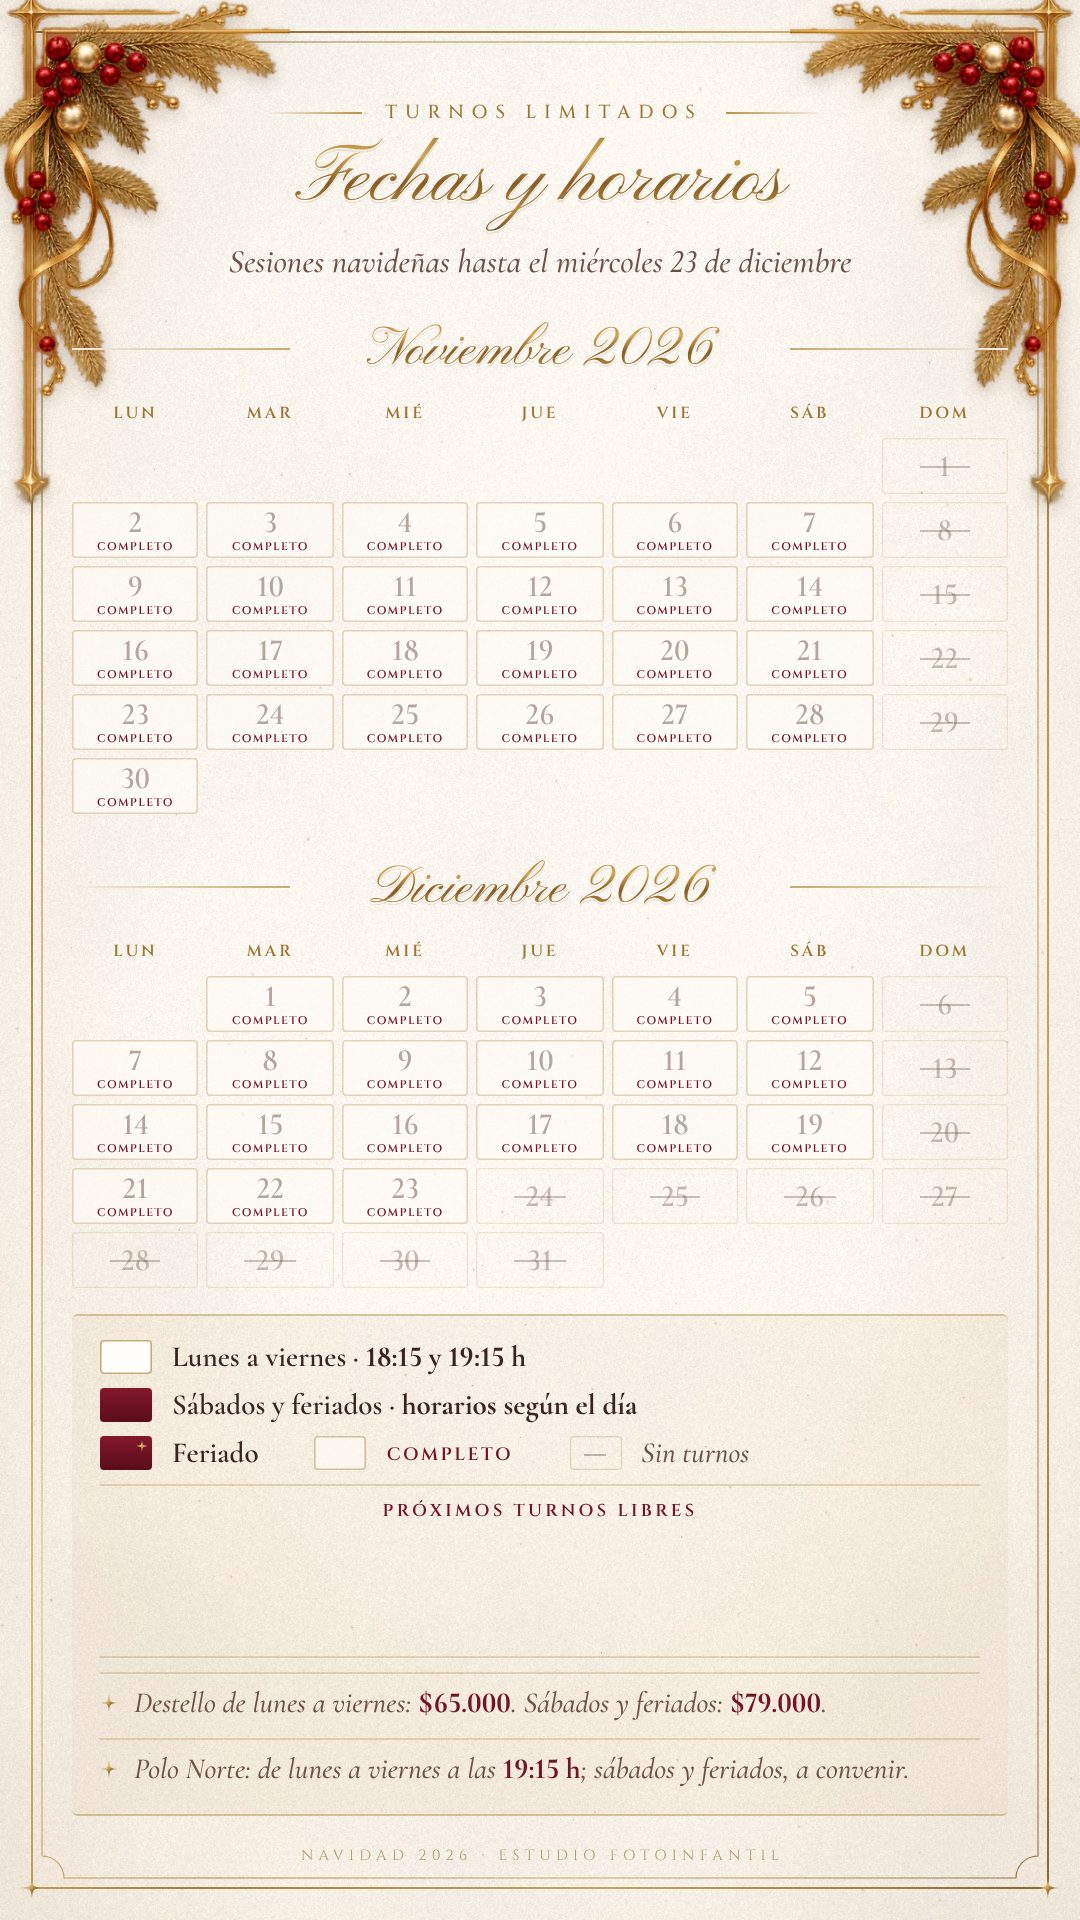 TURNOS LIMITADOS
Fechas y horarios
Sesiones navideñas hasta el miércoles 23 de diciembre
Noviembre 2026
LUN MAR MIÉ JUE VIE SÁB DOM
1
2 3 4 5 6 7 8
COMPLETO COMPLETO COMPLETO COMPLETO COMPLETO COMPLETO
9 10 11 12 13 14 15
COMPLETO COMPLETO COMPLETO COMPLETO COMPLETO COMPLETO
16 17 18 19 20 21 22
COMPLETO COMPLETO COMPLETO COMPLETO COMPLETO COMPLETO
23 24 25 26 27 28 29
COMPLETO COMPLETO COMPLETO COMPLETO COMPLETO COMPLETO
30
COMPLETO
Diciembre 2026
LUN MAR MIÉ JUE VIE SÁB DOM
1 2 3 4 5 6
COMPLETO COMPLETO COMPLETO COMPLETO COMPLETO
7 8 9 10 11 12 13
COMPLETO COMPLETO COMPLETO COMPLETO COMPLETO COMPLETO
14 15 16 17 18 19 20
COMPLETO COMPLETO COMPLETO COMPLETO COMPLETO COMPLETO
21 22 23 24 25 26 27
COMPLETO COMPLETO COMPLETO
28 29 30 31
Lunes a viernes · 18:15 y 19:15 h
Sábados y feriados · horarios según el día
Feriado COMPLETO — Sin turnos
PRÓXIMOS TURNOS LIBRES
Destello de lunes a viernes: $65.000. Sábados y feriados: $79.000.
Polo Norte: de lunes a viernes a las 19:15 h; sábados y feriados, a convenir.
NAVIDAD 2026 · ESTUDIO FOTOINFANTIL